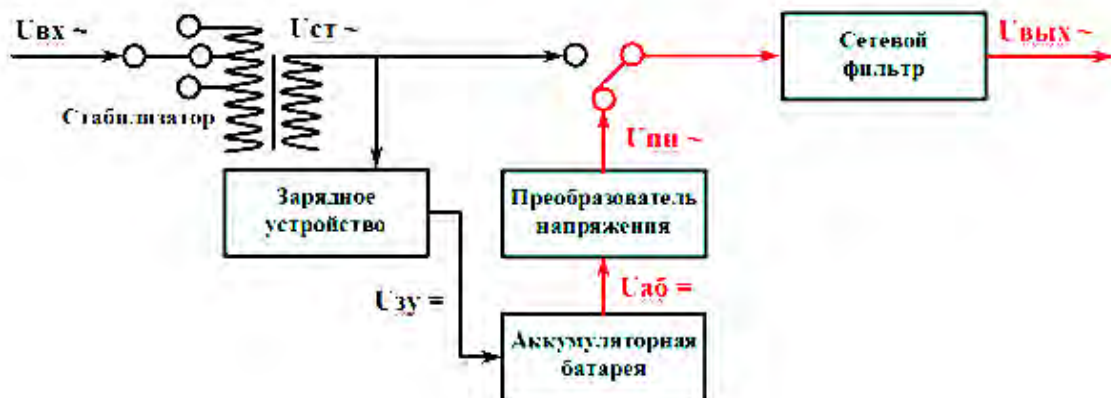 Uвх ~
Uст ~
Сетевой
фильтр
Uвых ~
Стабилизатор
Uпн ~
Зарядное
устройство
Преобразователь
напряжения
Uзу =
Uаб =
Аккумуляторная
батарея